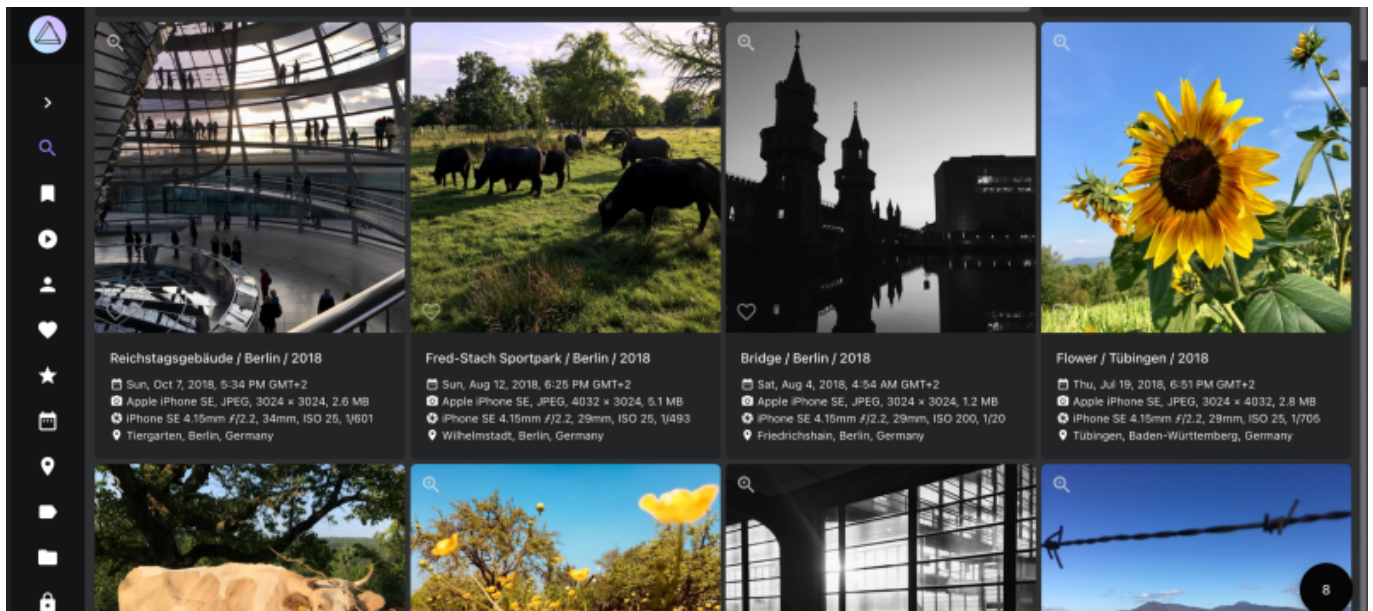 Reichstagsgebäude / Berlin / 2018
Sun, Oct 7, 2018, 5:34 PM GMT+2
Apple iPhone SE, JPEG, 3024 × 3024, 2.6 MB
iPhone SE 4.15mm ƒ/2.2, 34mm, ISO 25, 1/601
Tiergarten, Berlin, Germany
Fred-Stach Sportpark / Berlin / 2018
Sun, Aug 12, 2018, 6:25 PM GMT+2
Apple iPhone SE, JPEG, 4032 × 3024, 5.1 MB
iPhone SE 4.15mm ƒ/2.2, 29mm, ISO 25, 1/493
Wilhelmstadt, Berlin, Germany
Bridge / Berlin / 2018
Sat, Aug 4, 2018, 4:54 AM GMT+2
Apple iPhone SE, JPEG, 3024 × 3024, 1.2 MB
iPhone SE 4.15mm ƒ/2.2, 29mm, ISO 200, 1/20
Friedrichshain, Berlin, Germany
Flower / Tübingen / 2018
Thu, Jul 19, 2018, 6:51 PM GMT+2
Apple iPhone SE, JPEG, 3024 × 4032, 2.8 MB
iPhone SE 4.15mm ƒ/2.2, 29mm, ISO 25, 1/705
Tübingen, Baden-Württemberg, Germany
8